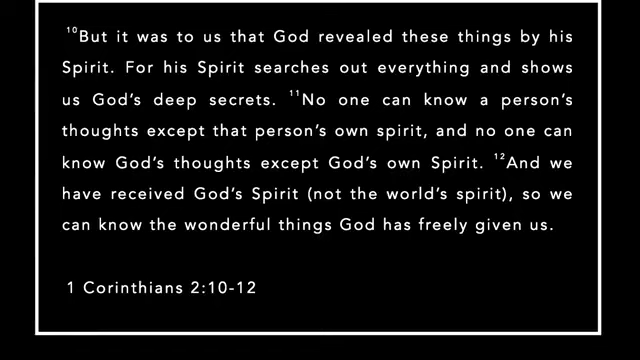 ¹⁰But it was to us that God revealed these things by his
Spirit. For his Spirit searches out everything and shows
us God’s deep secrets. ¹¹No one can know a person’s
thoughts except that person’s own spirit, and no one can
know God’s thoughts except God’s own Spirit. ¹²And we
have received God’s Spirit (not the world’s spirit), so we
can know the wonderful things God has freely given us.
1 Corinthians 2:10-12